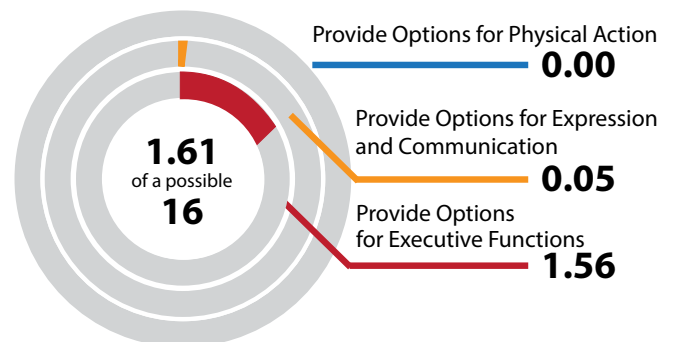 Provide Options for Physical Action
0.00
Provide Options for Expression
and Communication
0.05
Provide Options
for Executive Functions
1.56
1.61
of a possible
16